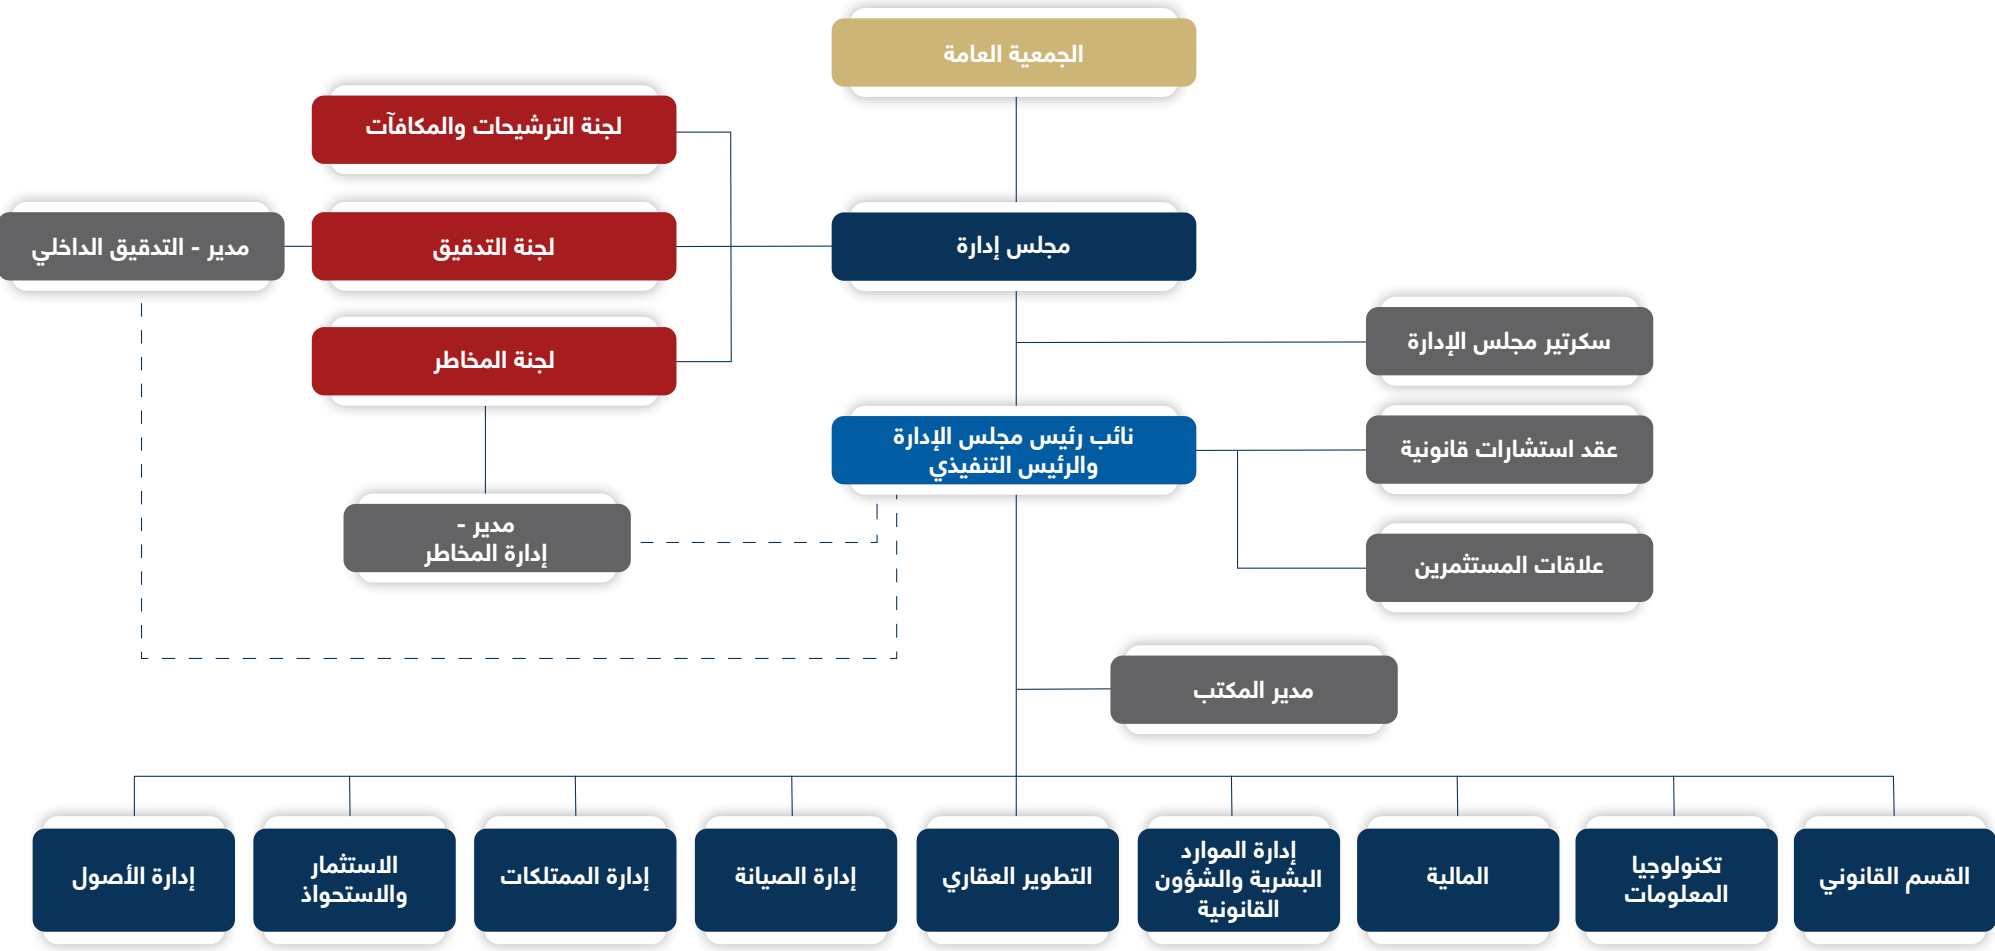 الجمعية العامة
لجنة الترشيحات والمكافآت
مجلس إدارة
لجنة التدقيق
مدير - التدقيق الداخلي
سكرتير مجلس الإدارة
لجنة المخاطر
نائب رئيس مجلس الإدارة
والرئيس التنفيذي
عقد استشارات قانونية
مدير -
إدارة المخاطر
علاقات المستثمرين
مدير المكتب
القسم القانوني
تكنولوجيا
المعلومات
المالية
إدارة الموارد
البشرية والشؤون
القانونية
التطوير العقاري
إدارة الصيانة
إدارة الممتلكات
الاستثمار
والاستحواذ
إدارة الأصول